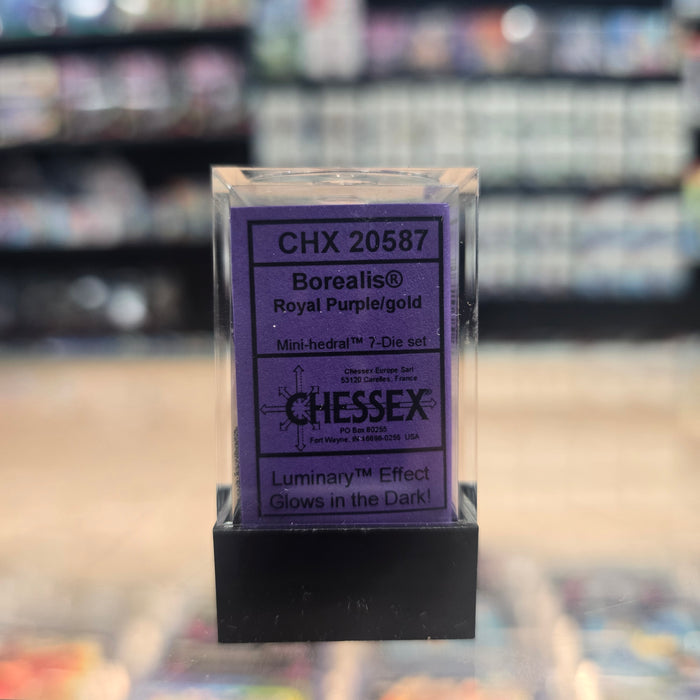 CHX 20587
Borealis®
Royal Purple/gold
Mini-hedral™ 7-Die set
Chessex Europe Sarl
53120 Carelles, France
CHESSEX®
PO Box 80255
Fort Wayne, IN 46898-0255 USA
Luminary™ Effect
Glows in the Dark!